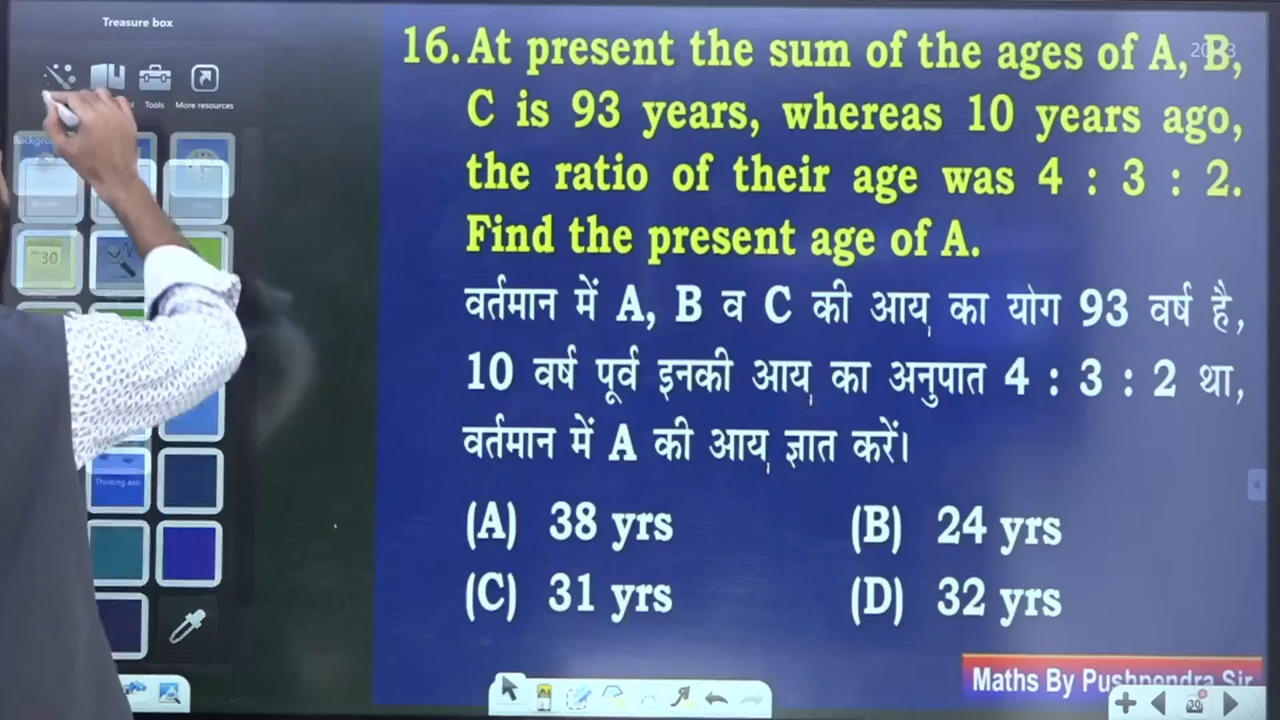 Treasure box
2023
Tools
More resources
16. At present the sum of the ages of A, B,
C is 93 years, whereas 10 years ago,
the ratio of their age was 4 : 3 : 2.
Find the present age of A.
वर्तमान में A, B व C की आयु का योग 93 वर्ष है,
10 वर्ष पूर्व इनकी आयु का अनुपात 4 : 3 : 2 था,
वर्तमान में A की आयु ज्ञात करें।
(A) 38 yrs (B) 24 yrs
(C) 31 yrs (D) 32 yrs
30
Maths By Pushpendra Sir
30